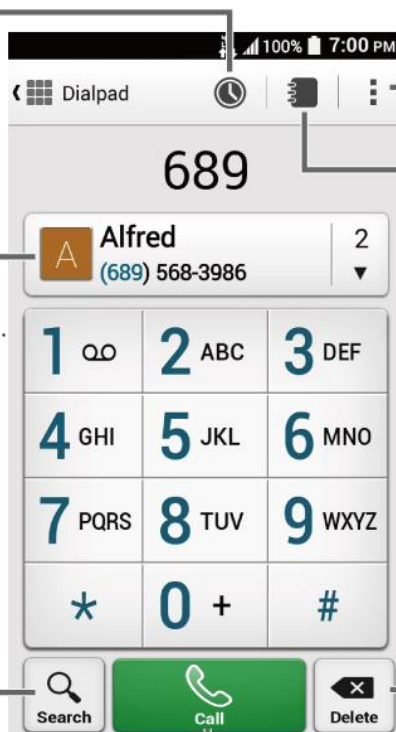 100% 7:00 PM
Dialpad
689
A Alfred 2
(689) 568-3986
1 2 ABC 3 DEF
4 GHI 5 JKL 6 MNO
7 PQRS 8 TUV 9 WXYZ
* 0 + #
Search Call Delete